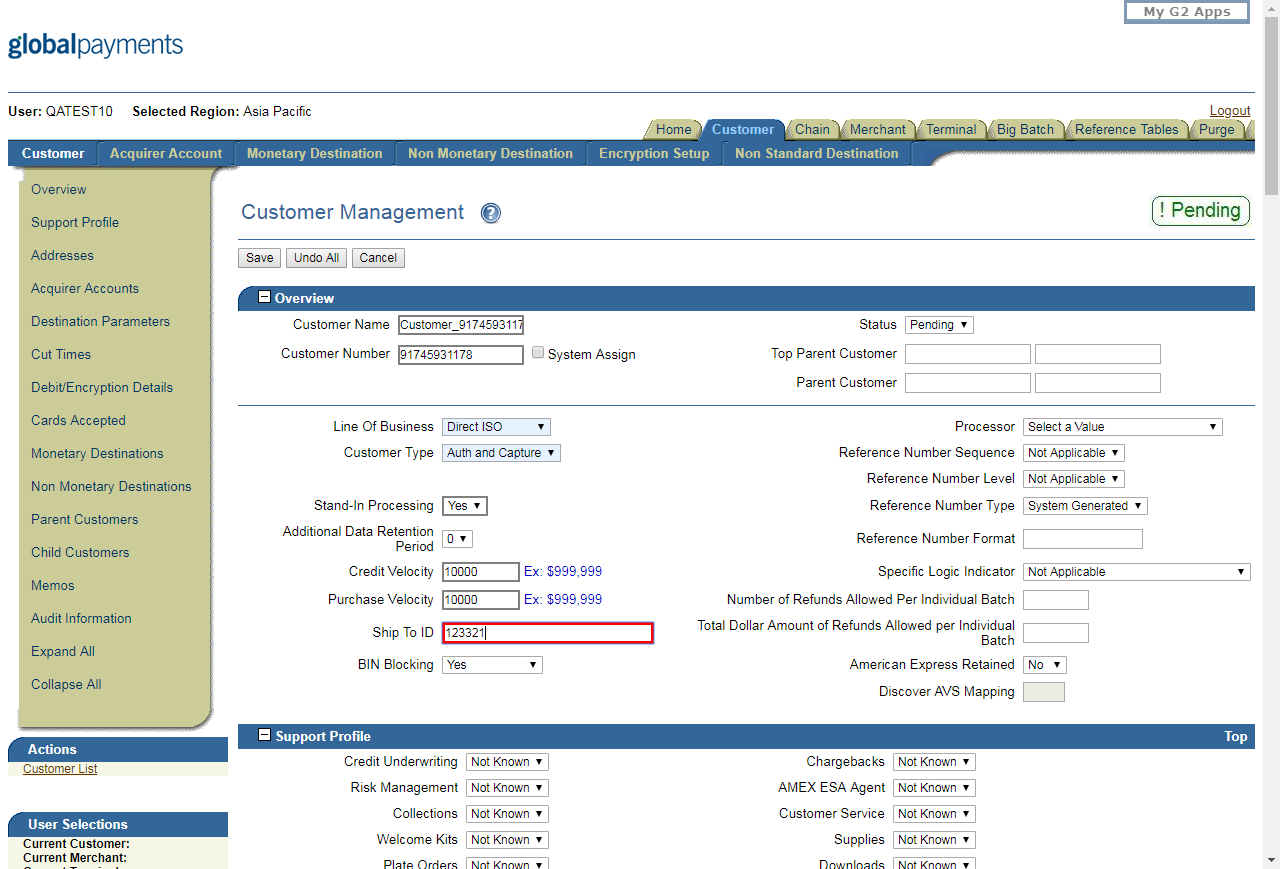 My G2 Apps
globalpayments
User: QATEST10 Selected Region: Asia Pacific
Logout
Home Customer Chain Merchant Terminal Big Batch Reference Tables Purge
Customer Acquirer Account Monetary Destination Non Monetary Destination Encryption Setup Non Standard Destination
Overview
Support Profile
Addresses
Acquirer Accounts
Destination Parameters
Cut Times
Debit/Encryption Details
Cards Accepted
Monetary Destinations
Non Monetary Destinations
Parent Customers
Child Customers
Memos
Audit Information
Expand All
Collapse All
Actions
Customer List
User Selections
Current Customer:
Current Merchant:
Customer Management ?
! Pending
Save Undo All Cancel
Overview
Customer Name Customer_9174593117 Status Pending
Customer Number 91745931178 System Assign Top Parent Customer
Parent Customer
Line Of Business Direct ISO Processor Select a Value
Customer Type Auth and Capture Reference Number Sequence Not Applicable
Reference Number Level Not Applicable
Stand-In Processing Yes Reference Number Type System Generated
Additional Data Retention
Period 0 Reference Number Format
Credit Velocity 10000 Ex: $999,999 Specific Logic Indicator Not Applicable
Purchase Velocity 10000 Ex: $999,999 Number of Refunds Allowed Per Individual Batch
Ship To ID 123321 Total Dollar Amount of Refunds Allowed per Individual
Batch
BIN Blocking Yes American Express Retained No
Discover AVS Mapping
Support Profile Top
Credit Underwriting Not Known Chargebacks Not Known
Risk Management Not Known AMEX ESA Agent Not Known
Collections Not Known Customer Service Not Known
Welcome Kits Not Known Supplies Not Known
Plate Orders Not Known Downloads Not Known